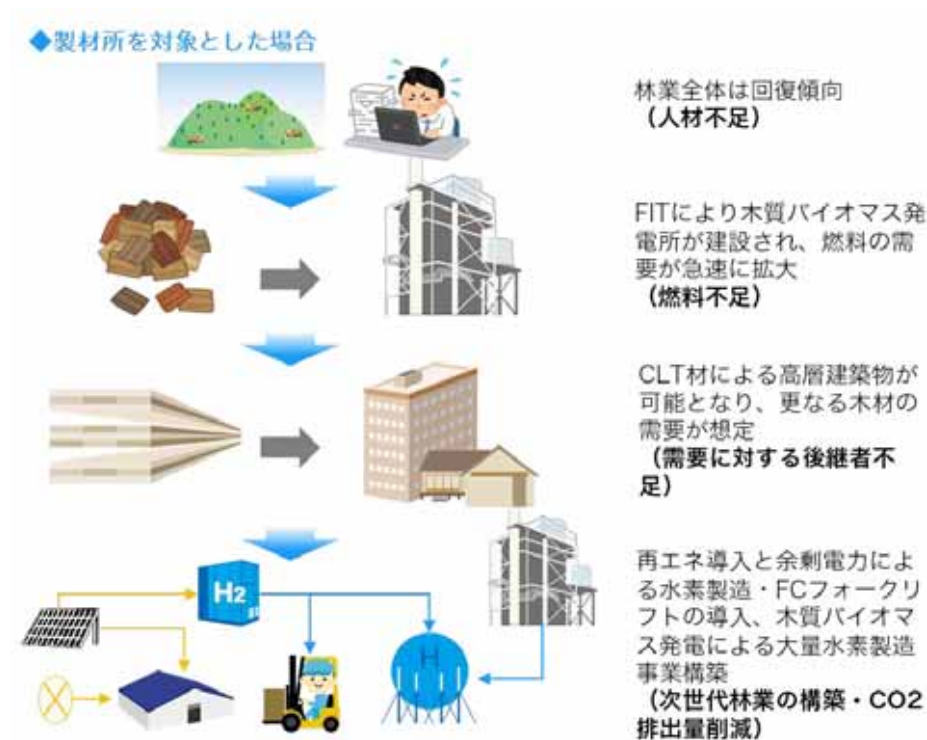 ◆製材所を対象とした場合
林業全体は回復傾向
（人材不足）
FITにより木質バイオマス発
電所が建設され、燃料の需
要が急速に拡大
（燃料不足）
CLT材による高層建築物が
可能となり、更なる木材の
需要が想定
（需要に対する後継者不
足）
H2
H
再エネ導入と余剰電力によ
る水素製造・FCフォークリ
フトの導入、木質バイオマ
ス発電による大量水素製造
事業構築
（次世代林業の構築・CO2
排出量削減）